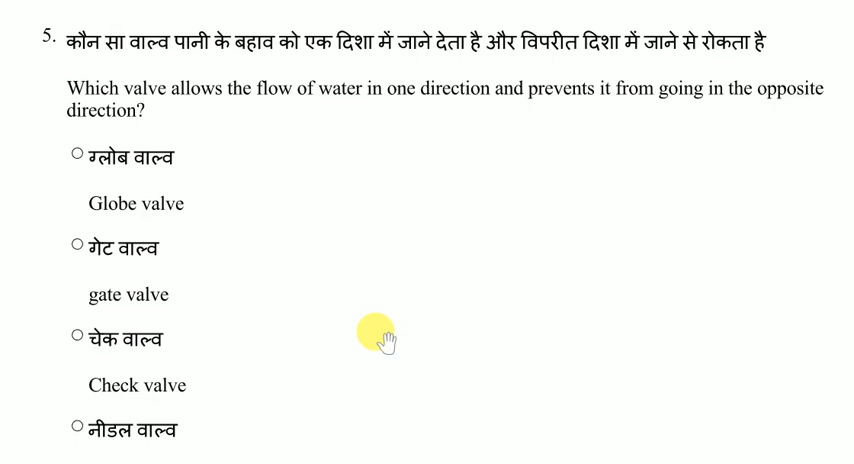 5. कौन सा वाल्व पानी के बहाव को एक दिशा में जाने देता है और विपरीत दिशा में जाने से रोकता है
Which valve allows the flow of water in one direction and prevents it from going in the opposite
direction?
ग्लोब वाल्व
Globe valve
गेट वाल्व
gate valve
चेक वाल्व
Check valve
नीडल वाल्व